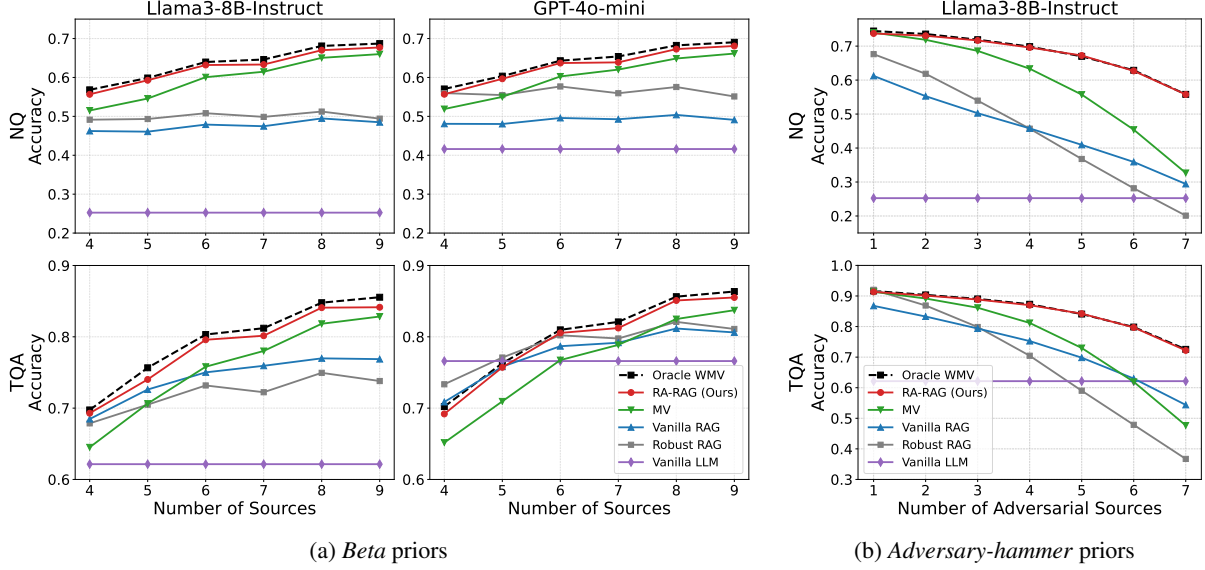 Llama3-8B-Instruct
GPT-4o-mini
Llama3-8B-Instruct
NQ
Accuracy
0.7
0.6
0.5
0.4
0.3
0.2
4 5 6 7 8 9
0.7
0.6
0.5
0.4
0.3
0.2
4 5 6 7 8 9
NQ
Accuracy
0.7
0.6
0.5
0.4
0.3
0.2
1 2 3 4 5 6 7
TQA
Accuracy
0.9
0.8
0.7
0.6
4 5 6 7 8 9
Number of Sources
0.9
0.8
0.7
0.6
4 5 6 7 8 9
Number of Sources
Oracle WMV
RA-RAG (Ours)
MV
Vanilla RAG
Robust RAG
Vanilla LLM
TQA
Accuracy
1.0
0.9
0.8
0.7
0.6
0.5
0.4
0.3
1 2 3 4 5 6 7
Number of Adversarial Sources
Oracle WMV
RA-RAG (Ours)
MV
Vanilla RAG
Robust RAG
Vanilla LLM
(a) Beta priors
(b) Adversary-hammer priors